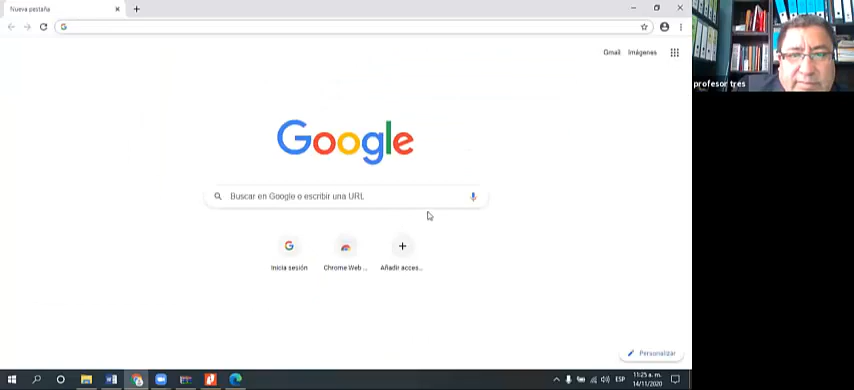 Nueva pestaña
G
Gmail Imágenes
profesor tres
Google
Buscar en Google o escribir una URL
G
Inicia sesión Chrome Web ... Añadir acces...
Personalizar
ESP
11:25 a. m.
14/11/2020